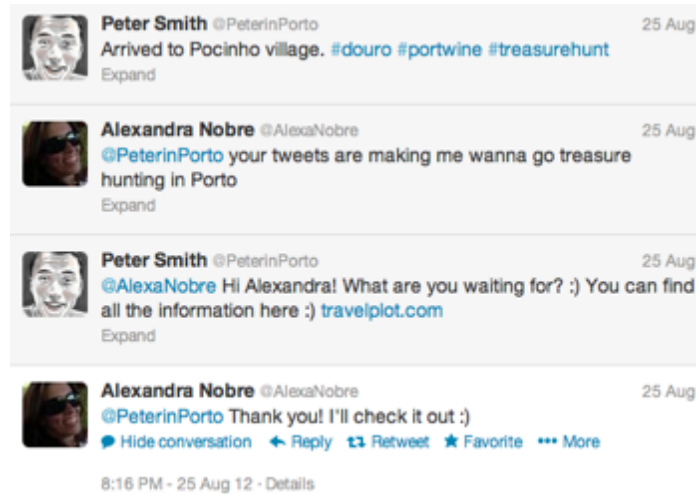 Peter Smith @PeterinPorto 25 Aug
Arrived to Pocinho village. #douro #portwine #treasurehunt
Expand
Alexandra Nobre @AlexaNobre 25 Aug
@PeterinPorto your tweets are making me wanna go treasure
hunting in Porto
Expand
Peter Smith @PeterinPorto 25 Aug
@AlexaNobre Hi Alexandra! What are you waiting for? :) You can find
all the information here :) travelplot.com
Expand
Alexandra Nobre @AlexaNobre 25 Aug
@PeterinPorto Thank you! I'll check it out :)
Hide conversation Reply Retweet Favorite More
8:16 PM - 25 Aug 12 · Details